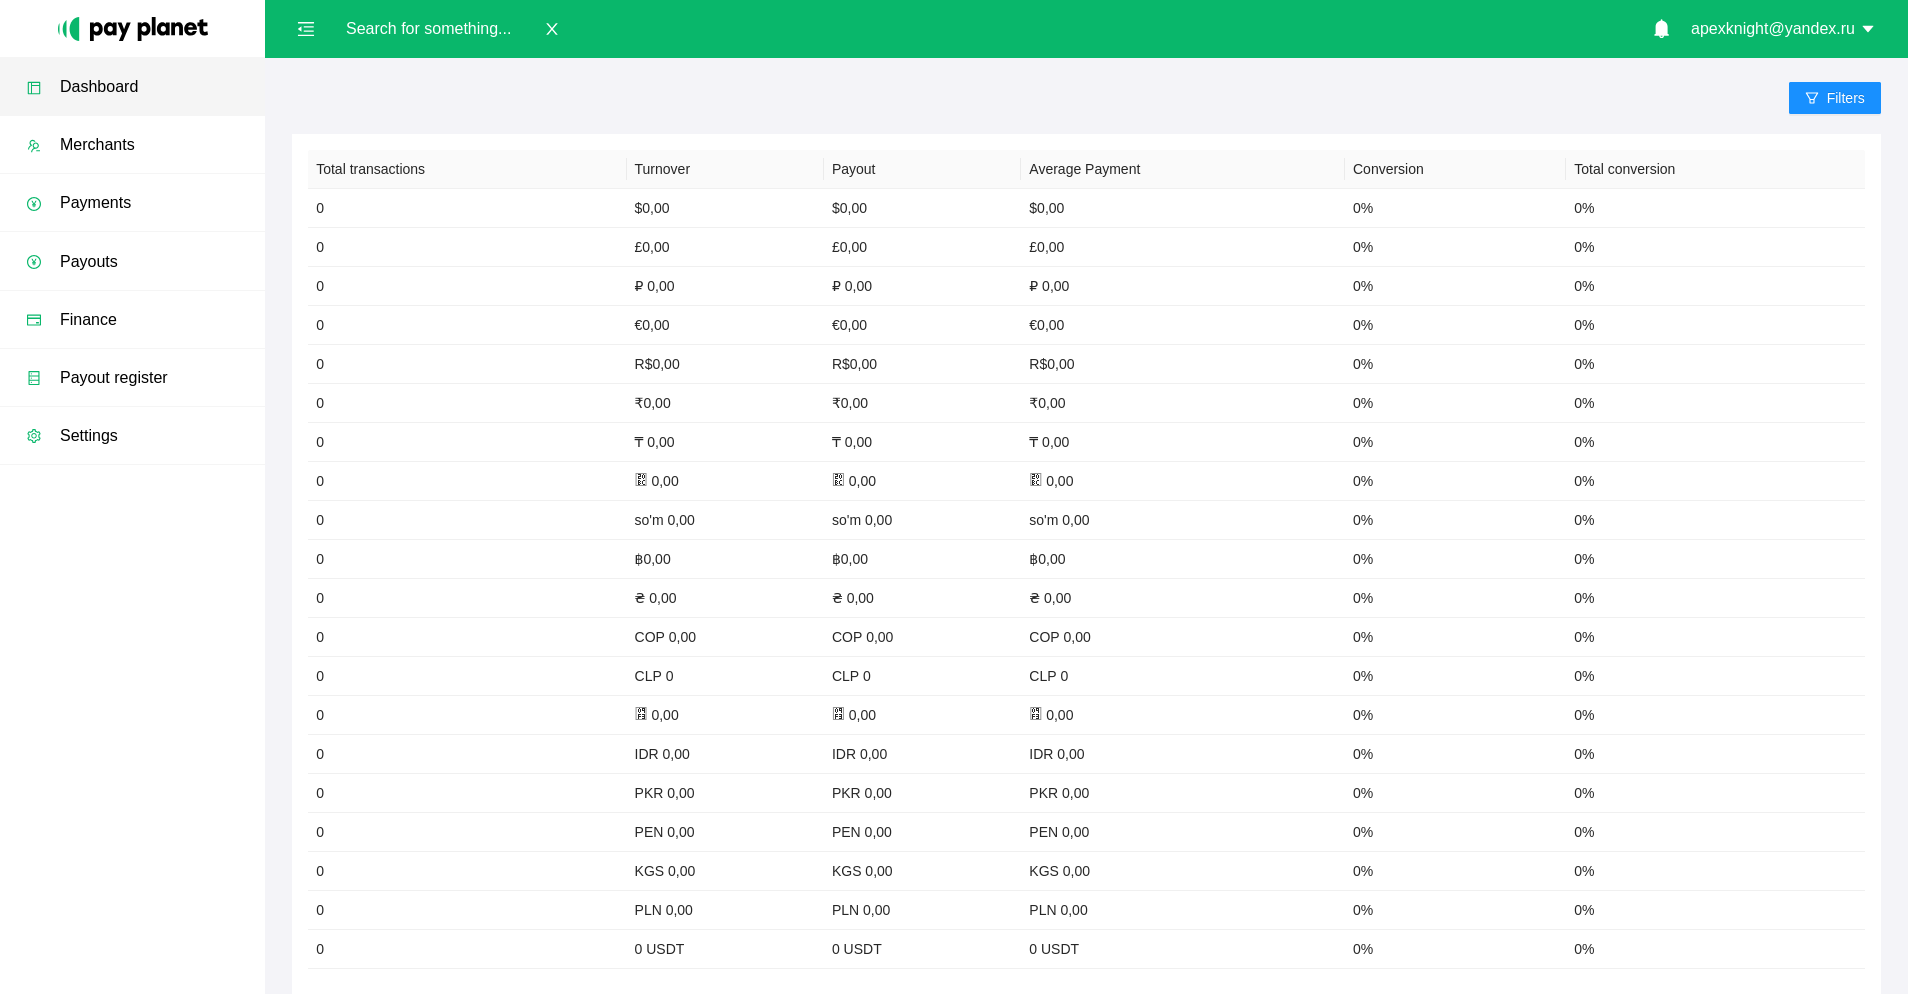 pay planet
Search for something...
apexknight@yandex.ru
Dashboard
Merchants
Payments
Payouts
Finance
Payout register
Settings
Filters
Total transactions Turnover Payout Average Payment Conversion Total conversion
0 $0,00 $0,00 $0,00 0% 0%
0 £0,00 £0,00 £0,00 0% 0%
0 ₽ 0,00 ₽ 0,00 ₽ 0,00 0% 0%
0 €0,00 €0,00 €0,00 0% 0%
0 R$0,00 R$0,00 R$0,00 0% 0%
0 ₹0,00 ₹0,00 ₹0,00 0% 0%
0 ₸ 0,00 ₸ 0,00 ₸ 0,00 0% 0%
0 0,00 0,00 0,00 0% 0%
0 so'm 0,00 so'm 0,00 so'm 0,00 0% 0%
0 ฿0,00 ฿0,00 ฿0,00 0% 0%
0 ₴ 0,00 ₴ 0,00 ₴ 0,00 0% 0%
0 COP 0,00 COP 0,00 COP 0,00 0% 0%
0 CLP 0 CLP 0 CLP 0 0% 0%
0 0,00 0,00 0,00 0% 0%
0 IDR 0,00 IDR 0,00 IDR 0,00 0% 0%
0 PKR 0,00 PKR 0,00 PKR 0,00 0% 0%
0 PEN 0,00 PEN 0,00 PEN 0,00 0% 0%
0 KGS 0,00 KGS 0,00 KGS 0,00 0% 0%
0 PLN 0,00 PLN 0,00 PLN 0,00 0% 0%
0 0 USDT 0 USDT 0 USDT 0% 0%